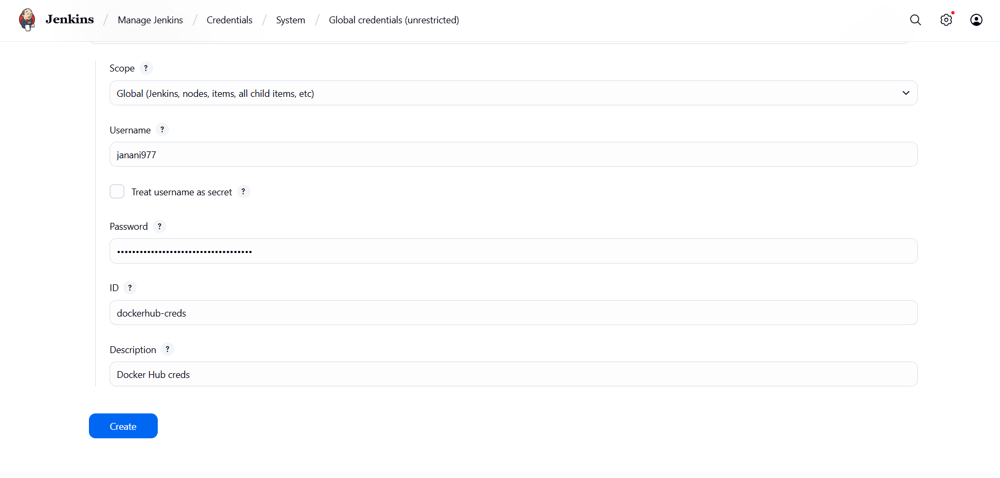 Jenkins / Manage Jenkins / Credentials / System / Global credentials (unrestricted)
Scope ?
Global (Jenkins, nodes, items, all child items, etc)
Username ?
janani977
Treat username as secret ?
Password ?
••••••••••••••••••••••••••••••••••••
ID ?
dockerhub-creds
Description ?
Docker Hub creds
Create